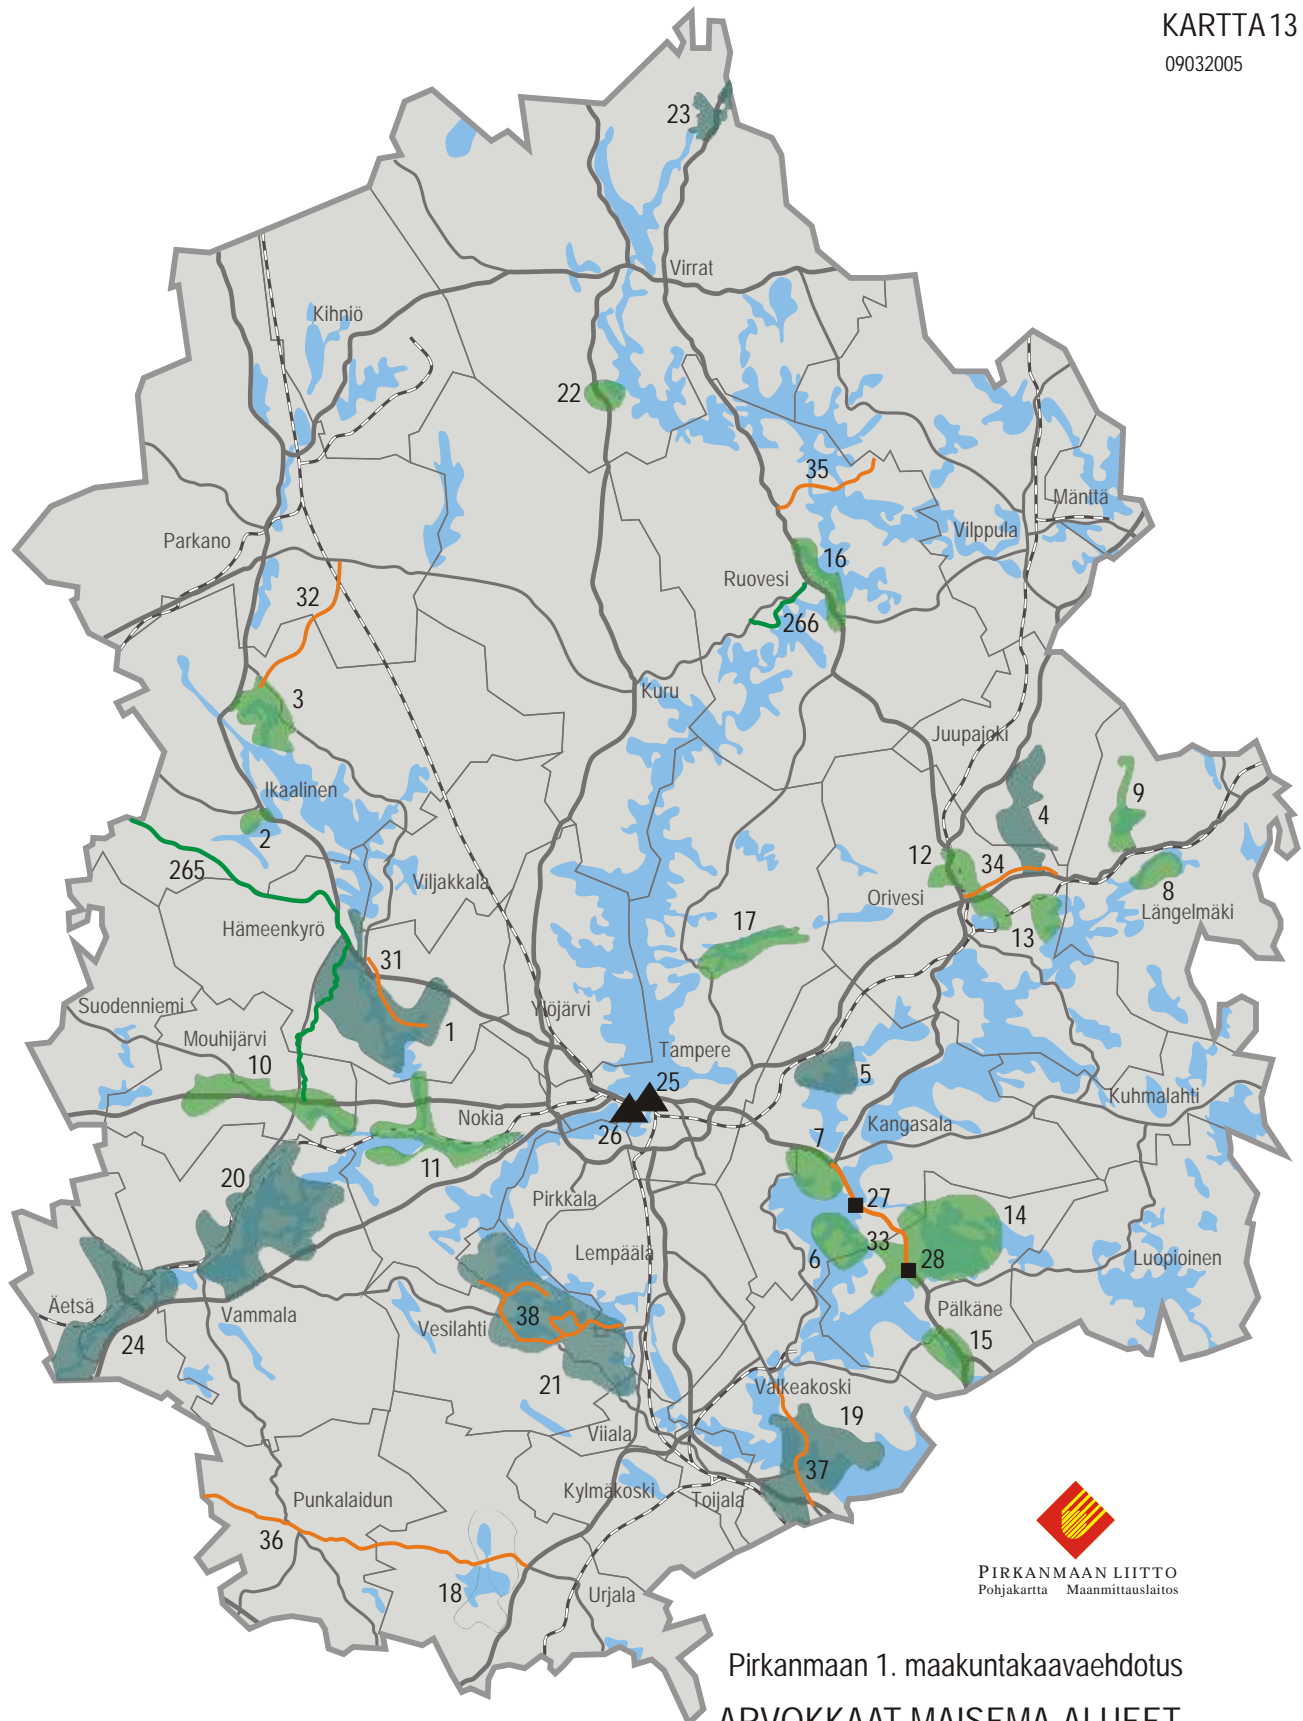 KARTTA 13
09032005
23
Virrat
Kihniö
22
35
Mänttä
Vilppula
Parkano
16
Ruovesi
32
266
3
Kuru
Juupajoki
Ikaalinen
9
4
2
12
34
265
Viljakkala
8
Orivesi
Längelmäki
Hämeenkyrö
17
13
31
Suodenniemi
Ylöjärvi
1
Mouhijärvi
Tampere
10
25
5
Kuhmalahti
Nokia
26
Kangasala
7
11
20
27
Pirkkala
14
33
Lempäälä
6
28
Luopioinen
Äetsä
Vammala
38
Pälkäne
Vesilahti
24
15
21
Valkeakoski
19
Viiala
37
Kylmäkoski
Toijala
Punkalaidun
36
18
Urjala
PIRKANMAAN LIITTO
Pohjakartta Maanmittauslaitos
Pirkanmaan 1. maakuntakaavaehdotus
ARVOKKAAT MAISEMA-ALUEET